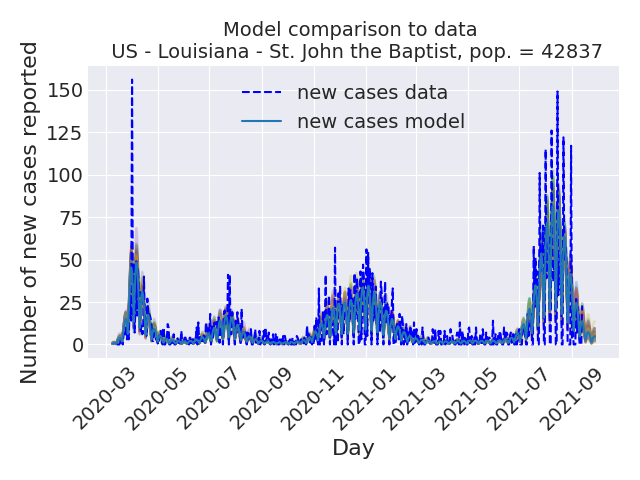 Model comparison to data
US - Louisiana - St. John the Baptist, pop. = 42837
new cases data
new cases model
Number of new cases reported
150
125
100
75
50
25
0
2020-03
2020-05
2020-07
2020-09
2020-11
2021-01
2021-03
2021-05
2021-07
2021-09
Day